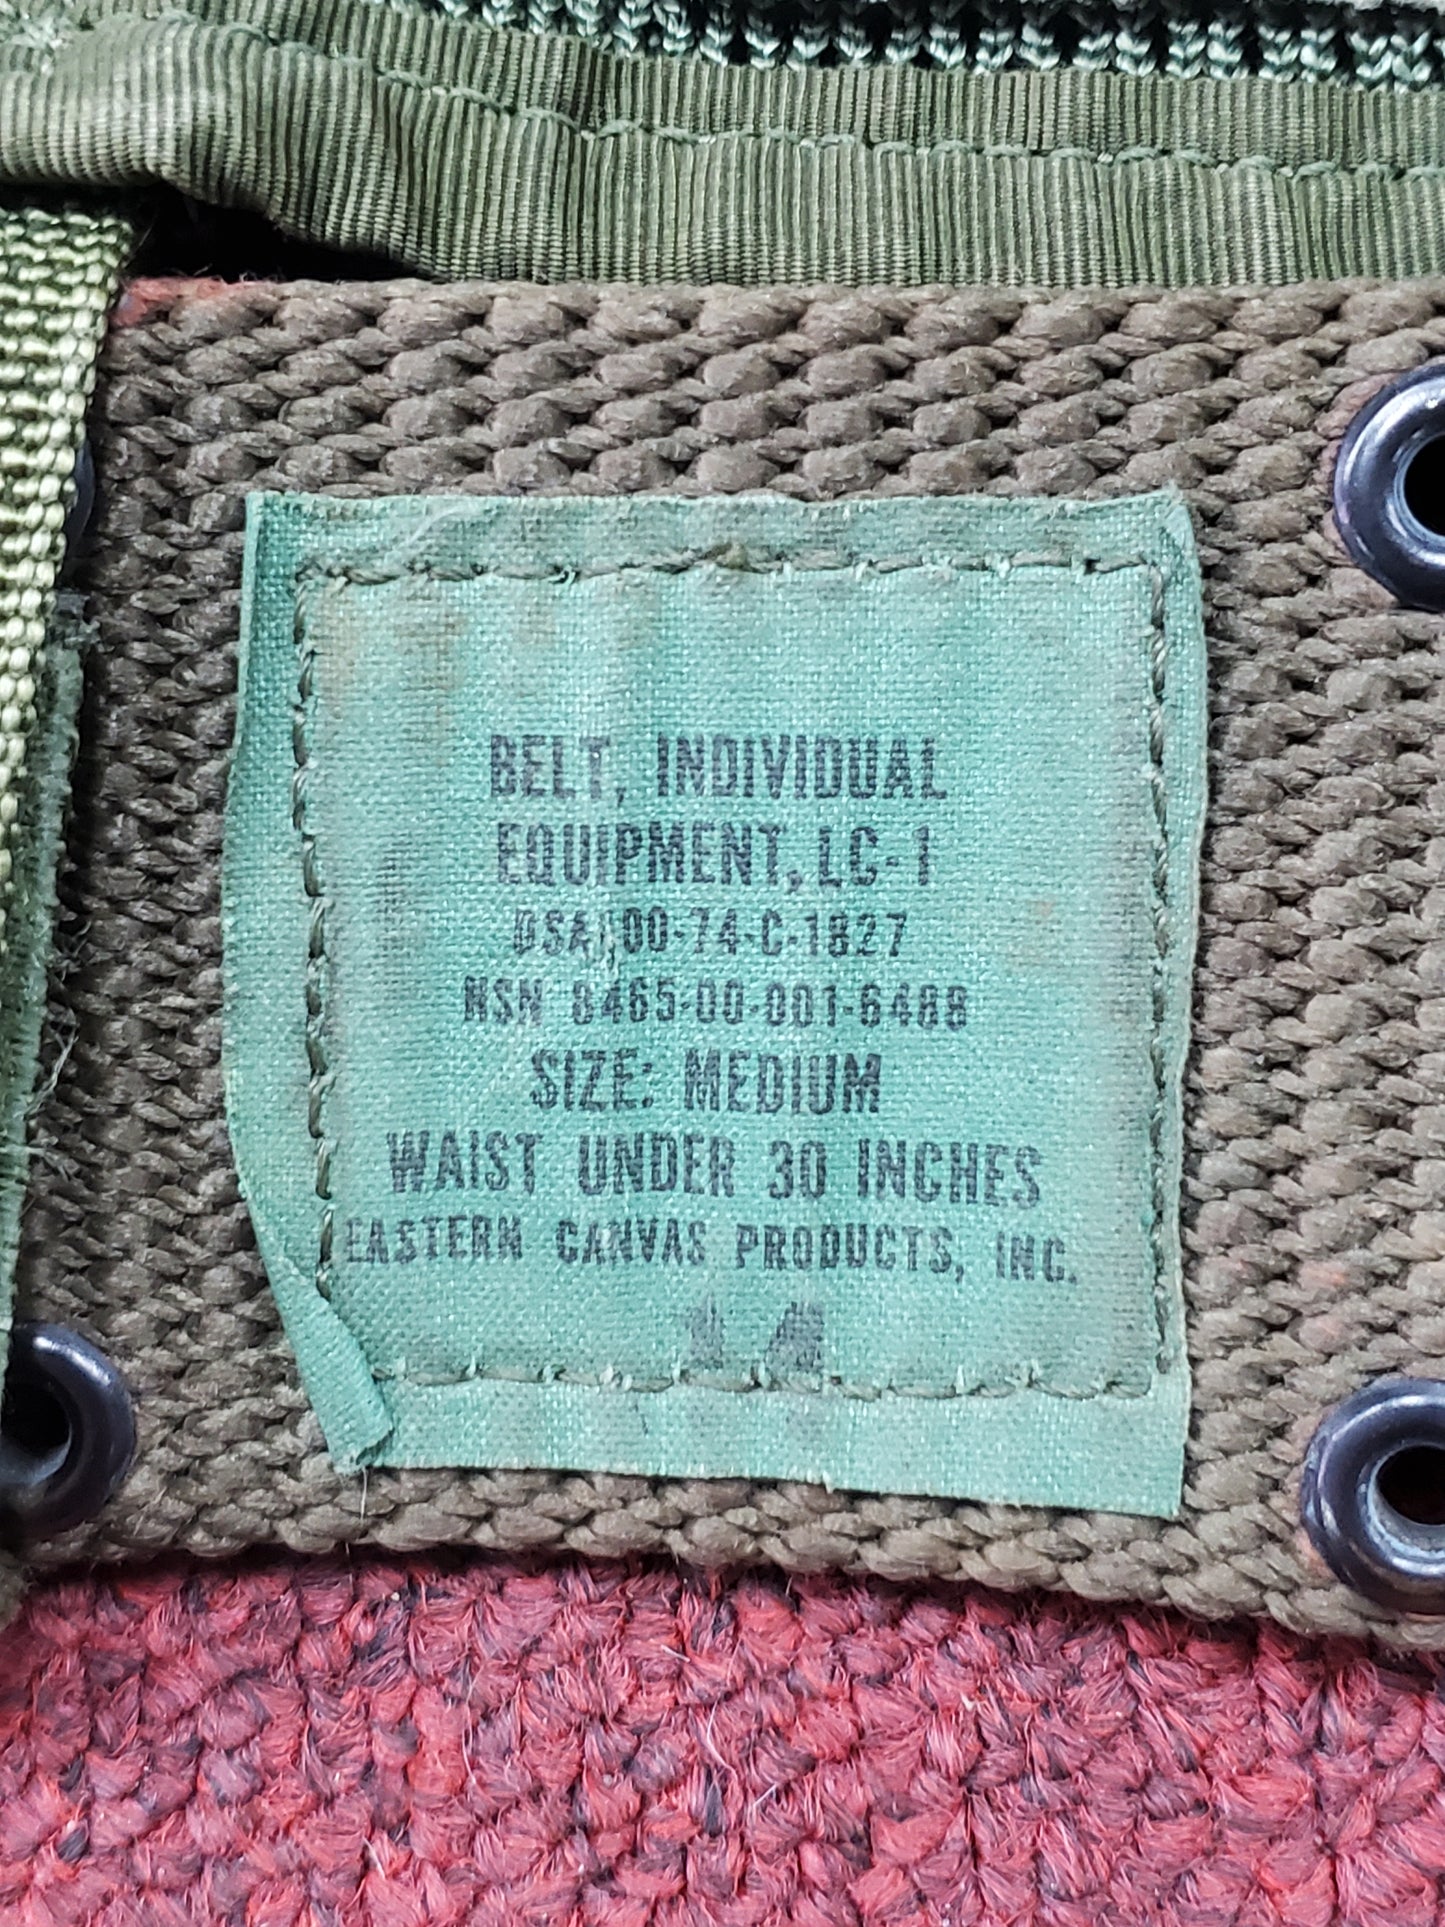 BELT, INDIVIDUAL
EQUIPMENT, LC-1
DSA100-74-C-1827
NSN 8465-00-001-6488
SIZE: MEDIUM
WAIST UNDER 30 INCHES
EASTERN CANVAS PRODUCTS, INC.